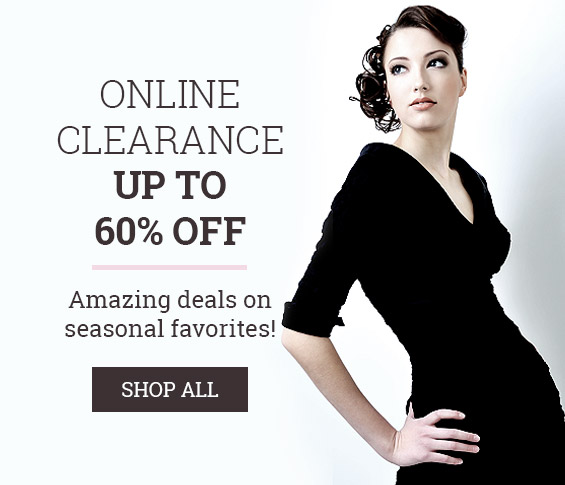 ONLINE
CLEARANCE
UP TO
60% OFF
Amazing deals on
seasonal favorites!
SHOP ALL